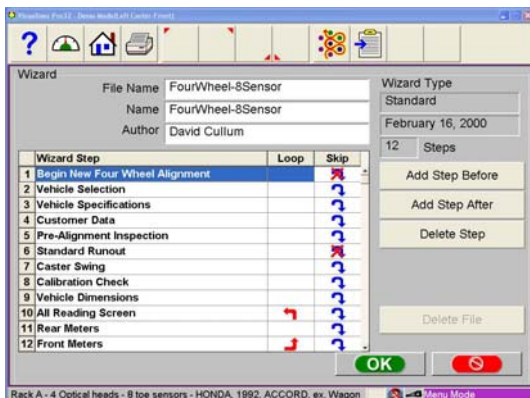 Wizard
File Name FourWheel-8Sensor
Name FourWheel-8Sensor
Author David Cullum
Wizard Type
Standard
February 16, 2000
12 Steps
Wizard Step Loop Skip
1 Begin New Four Wheel Alignment
2 Vehicle Selection
3 Vehicle Specifications
4 Customer Data
5 Pre-Alignment Inspection
6 Standard Runout
7 Caster Swing
8 Calibration Check
9 Vehicle Dimensions
10 All Reading Screen
11 Rear Meters
12 Front Meters
Add Step Before
Add Step After
Delete Step
Delete File
OK
Rack A - 4 Optical heads - 8 toe sensors - HONDA, 1992, ACCORD, ex. Wagon
Menu Mode